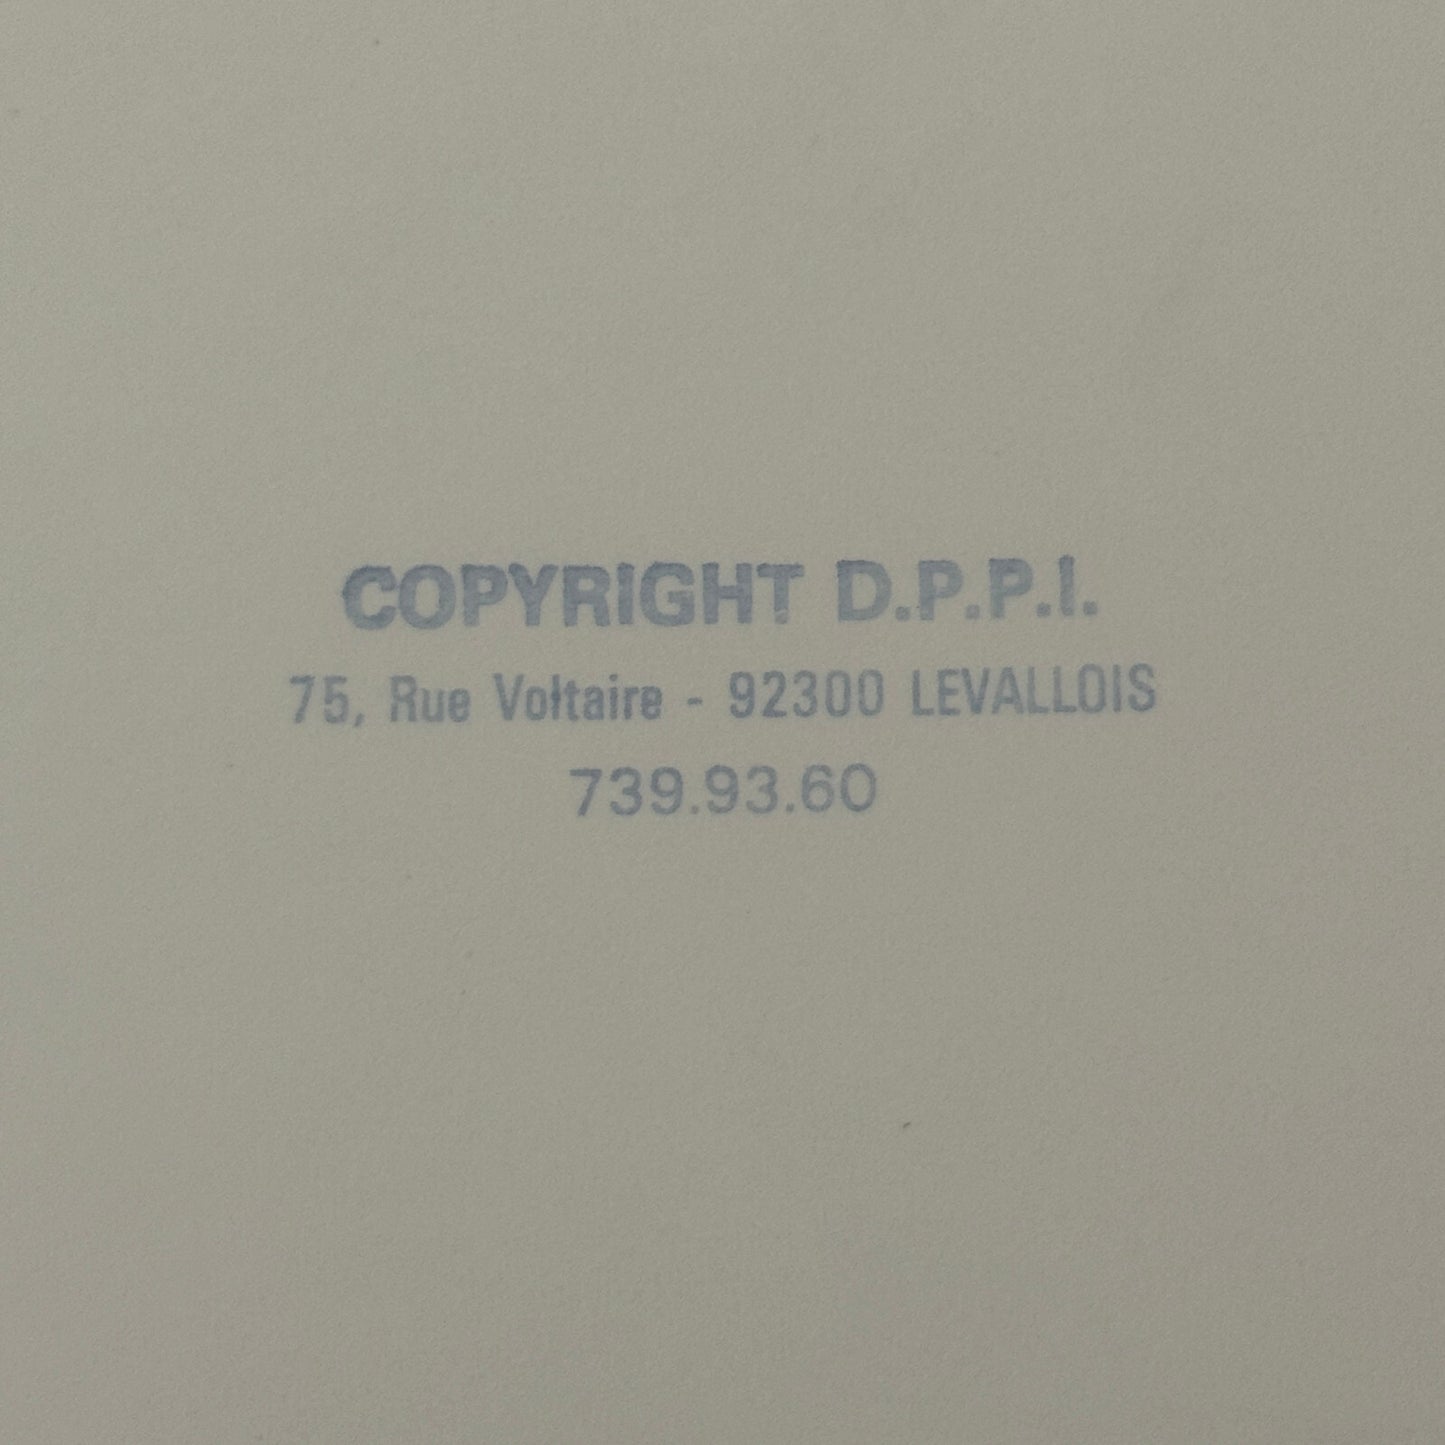 COPYRIGHT D.P.P.I.
75, Rue Voltaire - 92300 LEVALLOIS
739.93.60